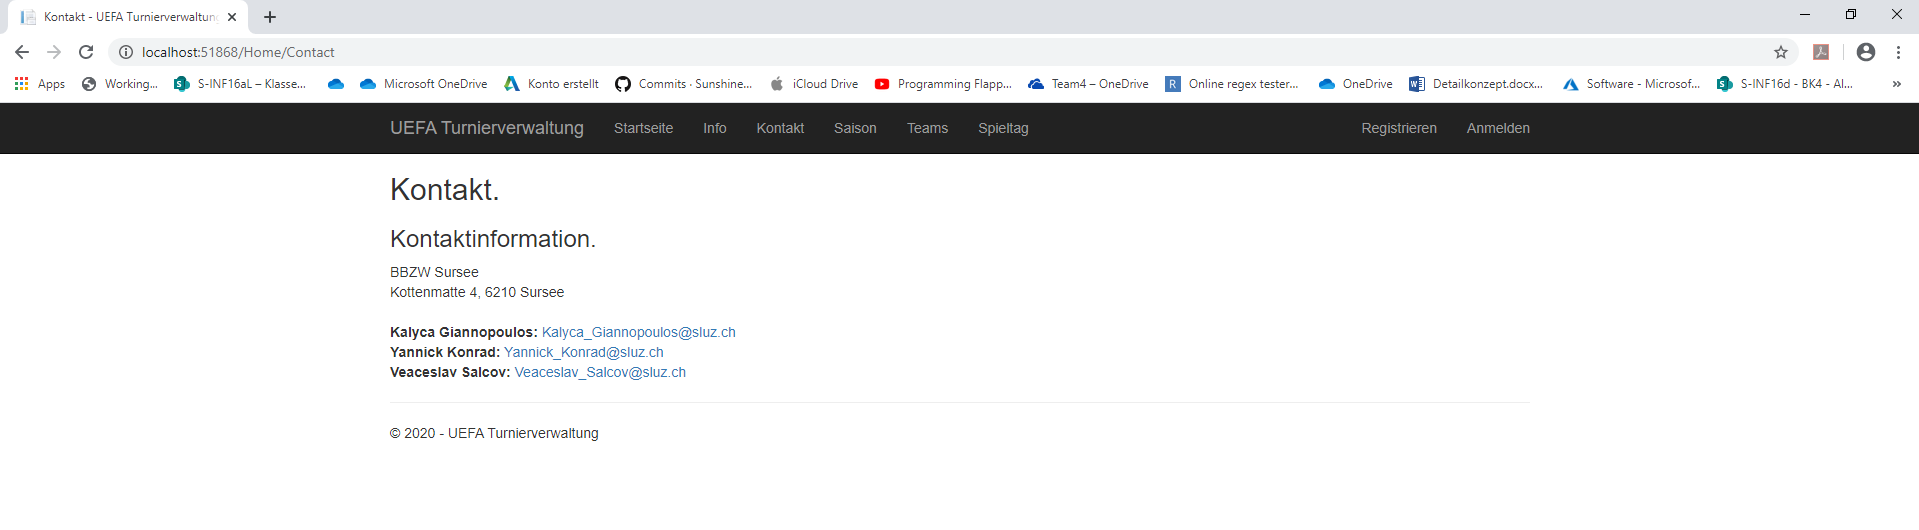 Kontakt - UEFA Turnierverwaltung
localhost:51868/Home/Contact
Apps Working... S-INF16aL – Klasse... Microsoft OneDrive Konto erstellt Commits · Sunshine... iCloud Drive Programming Flapp... Team4 – OneDrive Online regex tester... OneDrive Detailkonzept.docx... Software - Microsof... S-INF16d - BK4 - Al... »
UEFA Turnierverwaltung Startseite Info Kontakt Saison Teams Spieltag Registrieren Anmelden
Kontakt.
Kontaktinformation.
BBZW Sursee
Kottenmatte 4, 6210 Sursee
Kalyca Giannopoulos: Kalyca_Giannopoulos@sluz.ch
Yannick Konrad: Yannick_Konrad@sluz.ch
Veaceslav Salcov: Veaceslav_Salcov@sluz.ch
© 2020 - UEFA Turnierverwaltung